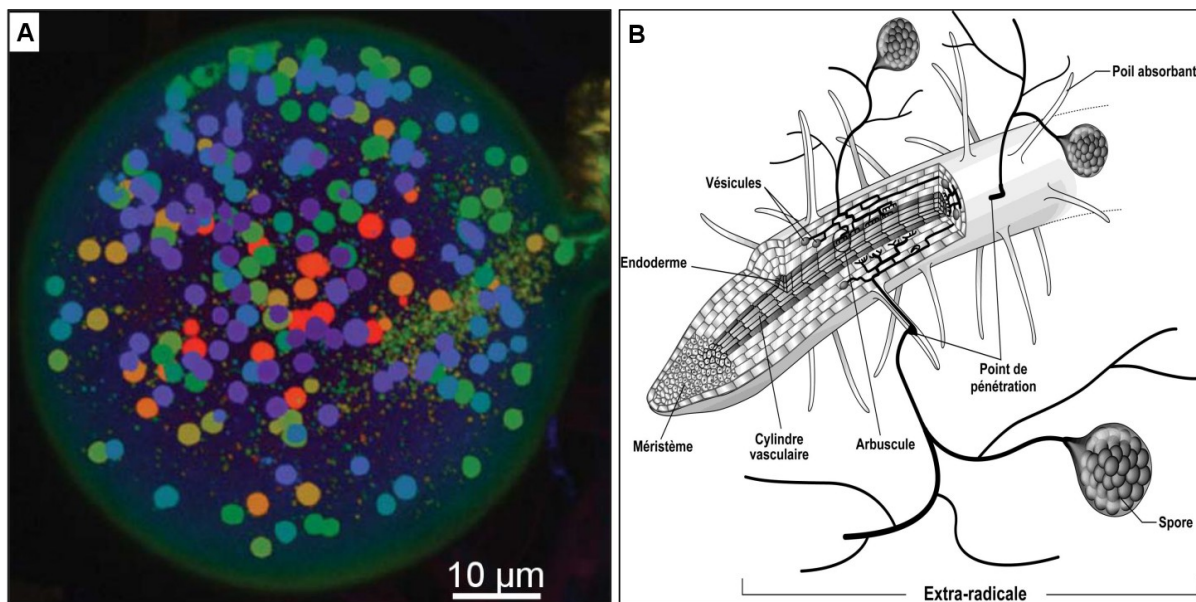 A
10 µm
B
Poil absorbant
Vésicules
Endoderme
Point de
pénétration
Méristème
Cylindre
vasculaire
Arbuscule
Spore
Extra-radicale